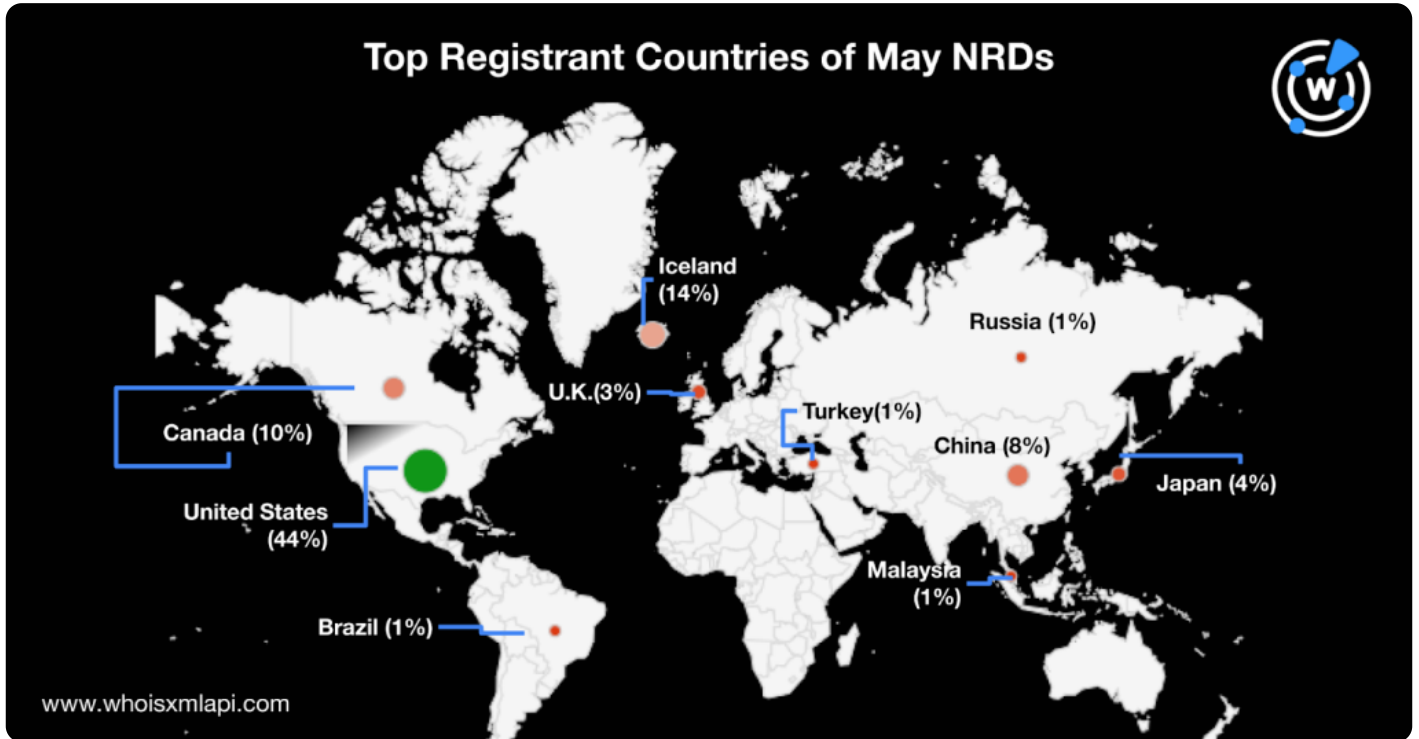 Top Registrant Countries of May NRDs
W
Iceland
(14%)
Russia (1%)
U.K.(3%)
Turkey(1%)
Canada (10%)
China (8%)
Japan (4%)
United States
(44%)
Malaysia
(1%)
Brazil (1%)
www.whoisxmlapi.com